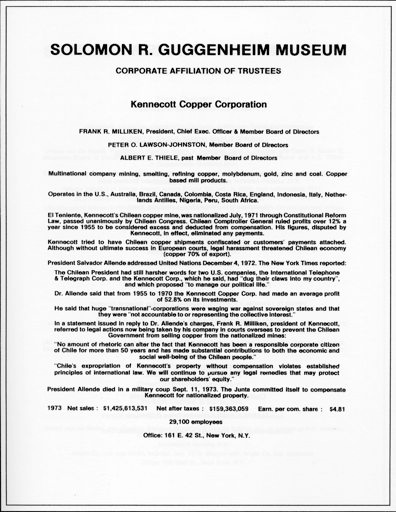 SOLOMON R. GUGGENHEIM MUSEUM
CORPORATE AFFILIATION OF TRUSTEES
Kennecott Copper Corporation
FRANK R. MILLIKEN, President, Chief Exec. Officer & Member Board of Directors
PETER O. LAWSON-JOHNSTON, Member Board of Directors
ALBERT E. THIELE, past Member Board of Directors
Multinational company mining, smelting, refining copper, molybdenum, gold, zinc and coal. Copper
based mill products.
Operates in the U.S., Australia, Brazil, Canada, Colombia, Costa Rica, England, Indonesia, Italy, Nether-
lands Antilles, Nigeria, Peru, South Africa.
El Teniente, Kennecott's Chilean copper mine, was nationalized July, 1971 through Constitutional Reform
Law, passed unanimously by Chilean Congress. Chilean Comptroller General ruled profits over 12% a
year since 1955 to be considered excess and deducted from compensation. His figures, disputed by
Kennecott, in effect, eliminated any payments.
Kennecott tried to have Chilean copper shipments confiscated or customers' payments attached.
Although without ultimate success in European courts, legal harassment threatened Chilean economy
(copper 70% of export).
President Salvador Allende addressed United Nations December 4, 1972. The New York Times reported:
The Chilean President had still harsher words for two U.S. companies, the International Telephone
& Telegraph Corp. and the Kennecott Corp., which he said, had "dug their claws into my country",
and which proposed "to manage our political life."
Dr. Allende said that from 1955 to 1970 the Kennecott Copper Corp. had made an average profit
of 52.8% on its investments.
He said that huge "transnational" corporations were waging war against sovereign states and that
they were "not accountable to or representing the collective interest."
In a statement issued in reply to Dr. Allende's charges, Frank R. Milliken, president of Kennecott,
referred to legal actions now being taken by his company in courts overseas to prevent the Chilean
Government from selling copper from the nationalized mines:
"No amount of rhetoric can alter the fact that Kennecott has been a responsible corporate citizen
of Chile for more than 50 years and has made substantial contributions to both the economic and
social well-being of the Chilean people."
"Chile's expropriation of Kennecott's property without compensation violates established
principles of international law. We will continue to pursue any legal remedies that may protect
our shareholders' equity."
President Allende died in a military coup Sept. 11, 1973. The Junta committed itself to compensate
Kennecott for nationalized property.
1973 Net sales : $1,425,613,531 Net after taxes : $159,363,059 Earn. per com. share : $4.81
29,100 employees
Office: 161 E. 42 St., New York, N.Y.